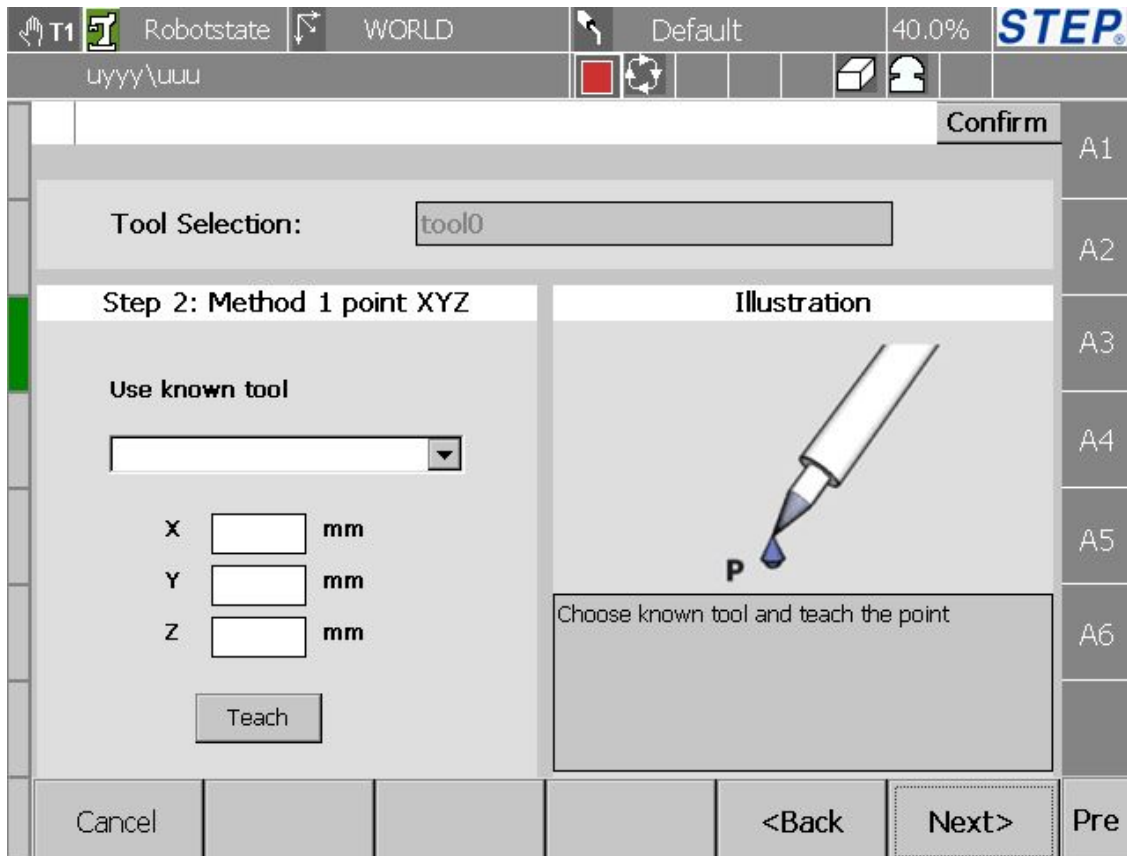 T1 Robotstate WORLD Default 40.0% STEP®
uyyy\uuu
Confirm
A1
Tool Selection: tool0
A2
Step 2: Method 1 point XYZ
Illustration
A3
Use known tool
A4
X mm
A5
P
Y mm
Choose known tool and teach the point
Z mm
A6
Teach
Cancel <Back Next> Pre